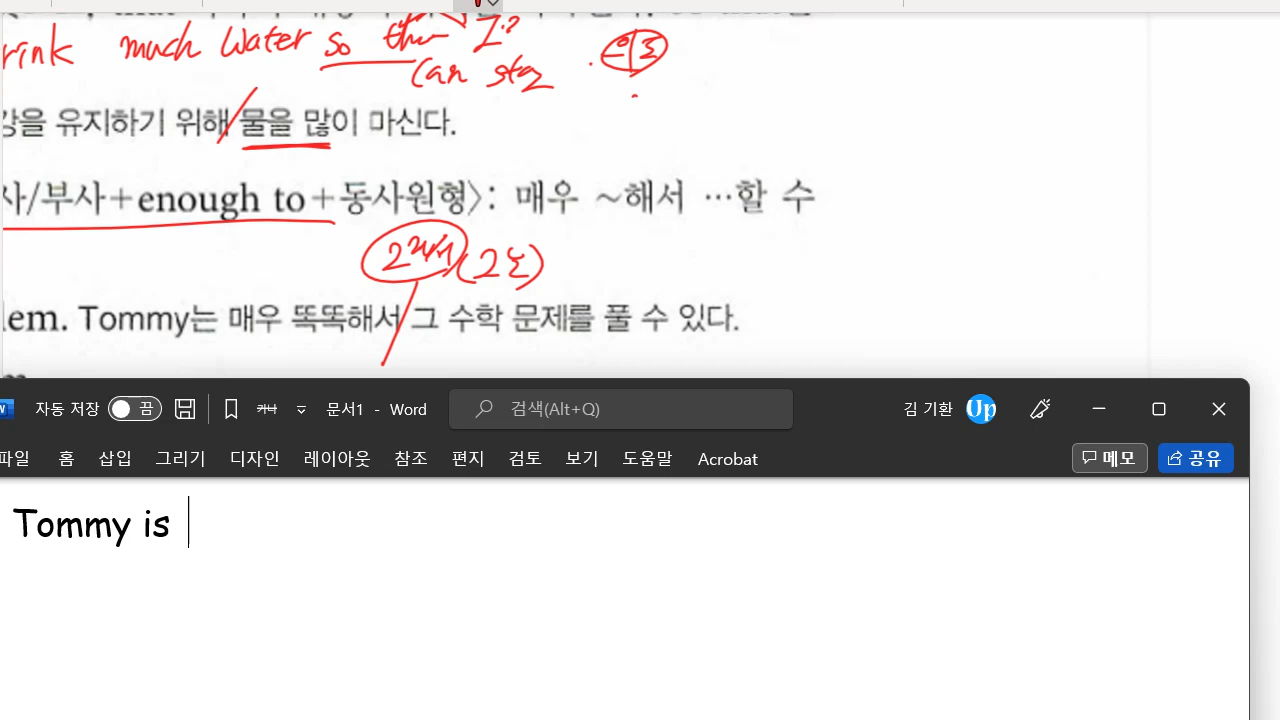 rink much water so that I
can stay
강을 유지하기 위해 물을 많이 마신다.
사/부사+enough to+동사원형〉: 매우 ~해서 …할 수
lem. Tommy는 매우 똑똑해서 그 수학 문제를 풀 수 있다.
자동 저장 끔 가나 문서1 - Word 검색(Alt+Q) 김 기환 Up
파일 홈 삽입 그리기 디자인 레이아웃 참조 편지 검토 보기 도움말 Acrobat 메모 공유
Tommy is